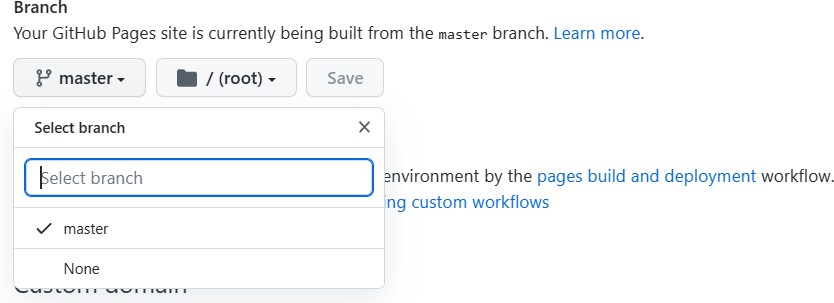 Branch
Your GitHub Pages site is currently being built from the master branch. Learn more.
master / (root) Save
Select branch
Select branch
environment by the pages build and deployment workflow.
ing custom workflows
master
None
Custom domain